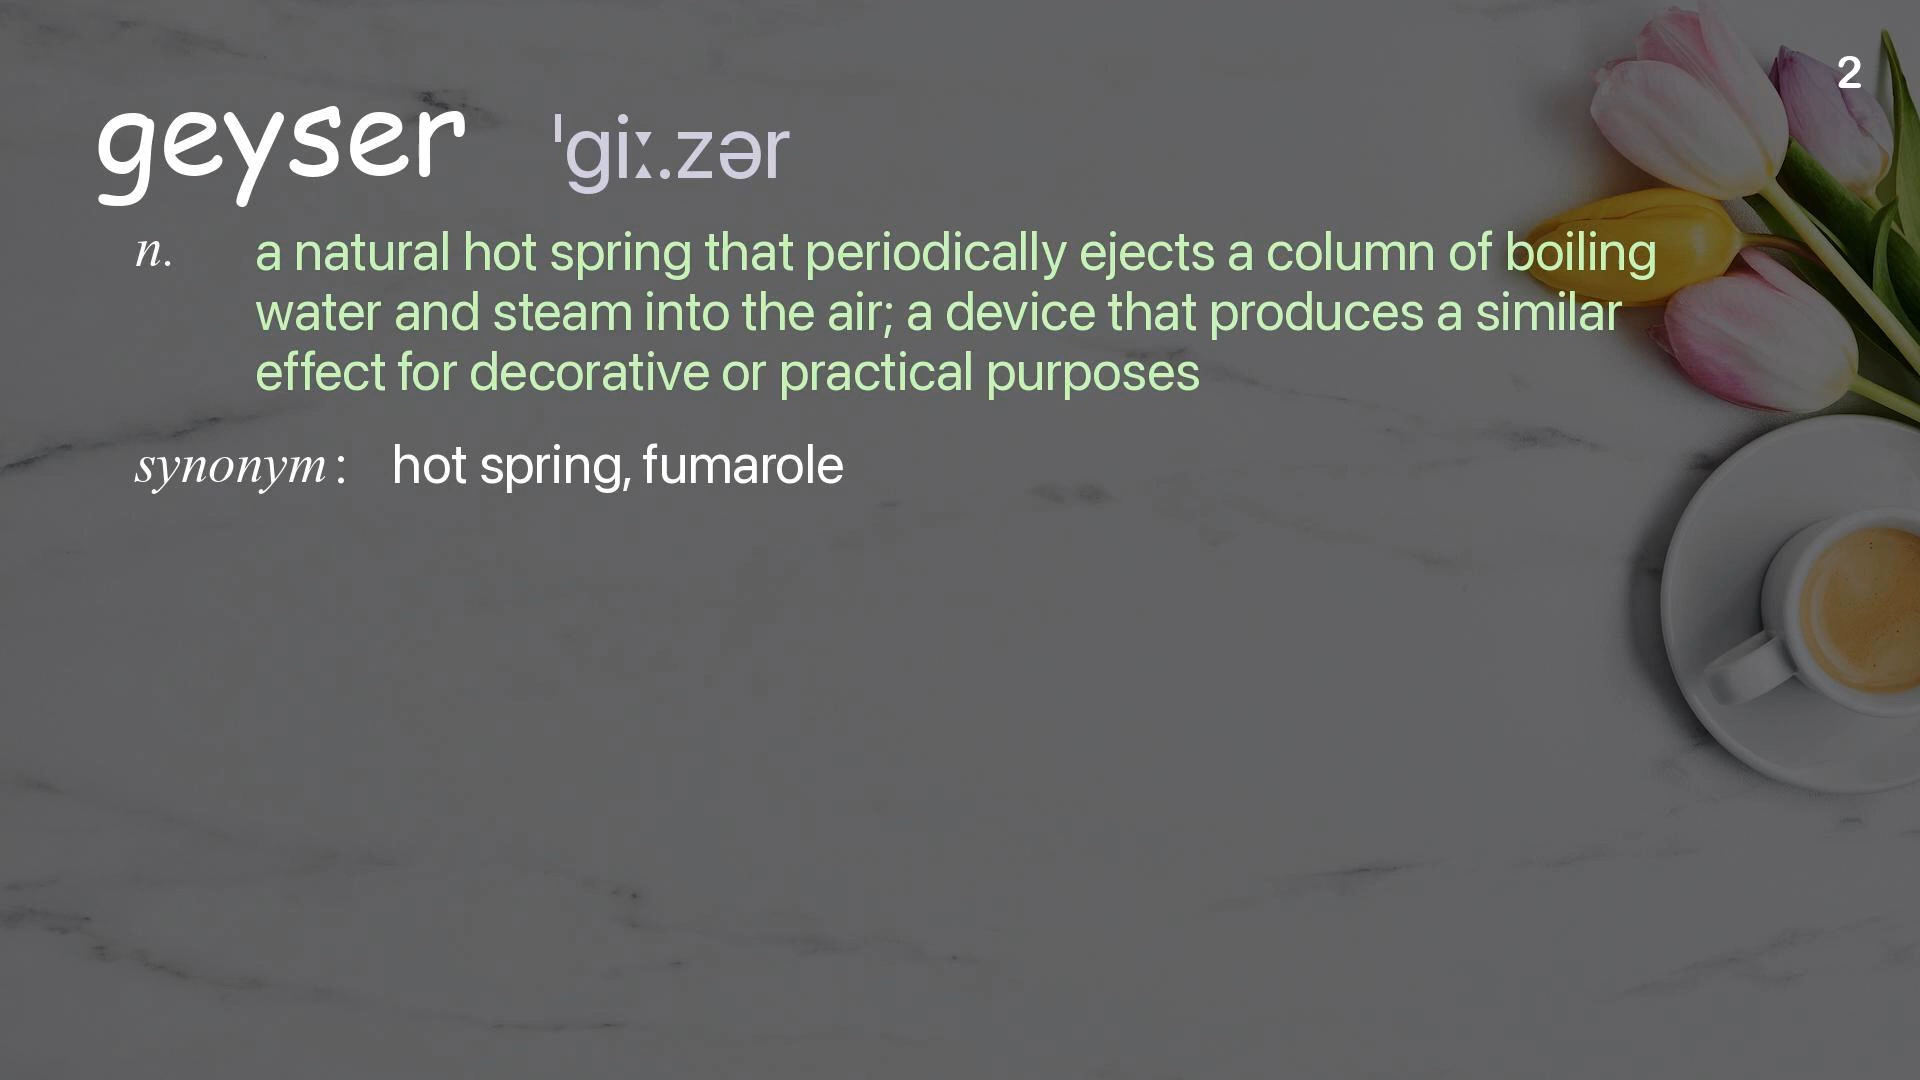 2
geyser ˈgiː.zər
n. a natural hot spring that periodically ejects a column of boiling
water and steam into the air; a device that produces a similar
effect for decorative or practical purposes
synonym: hot spring, fumarole